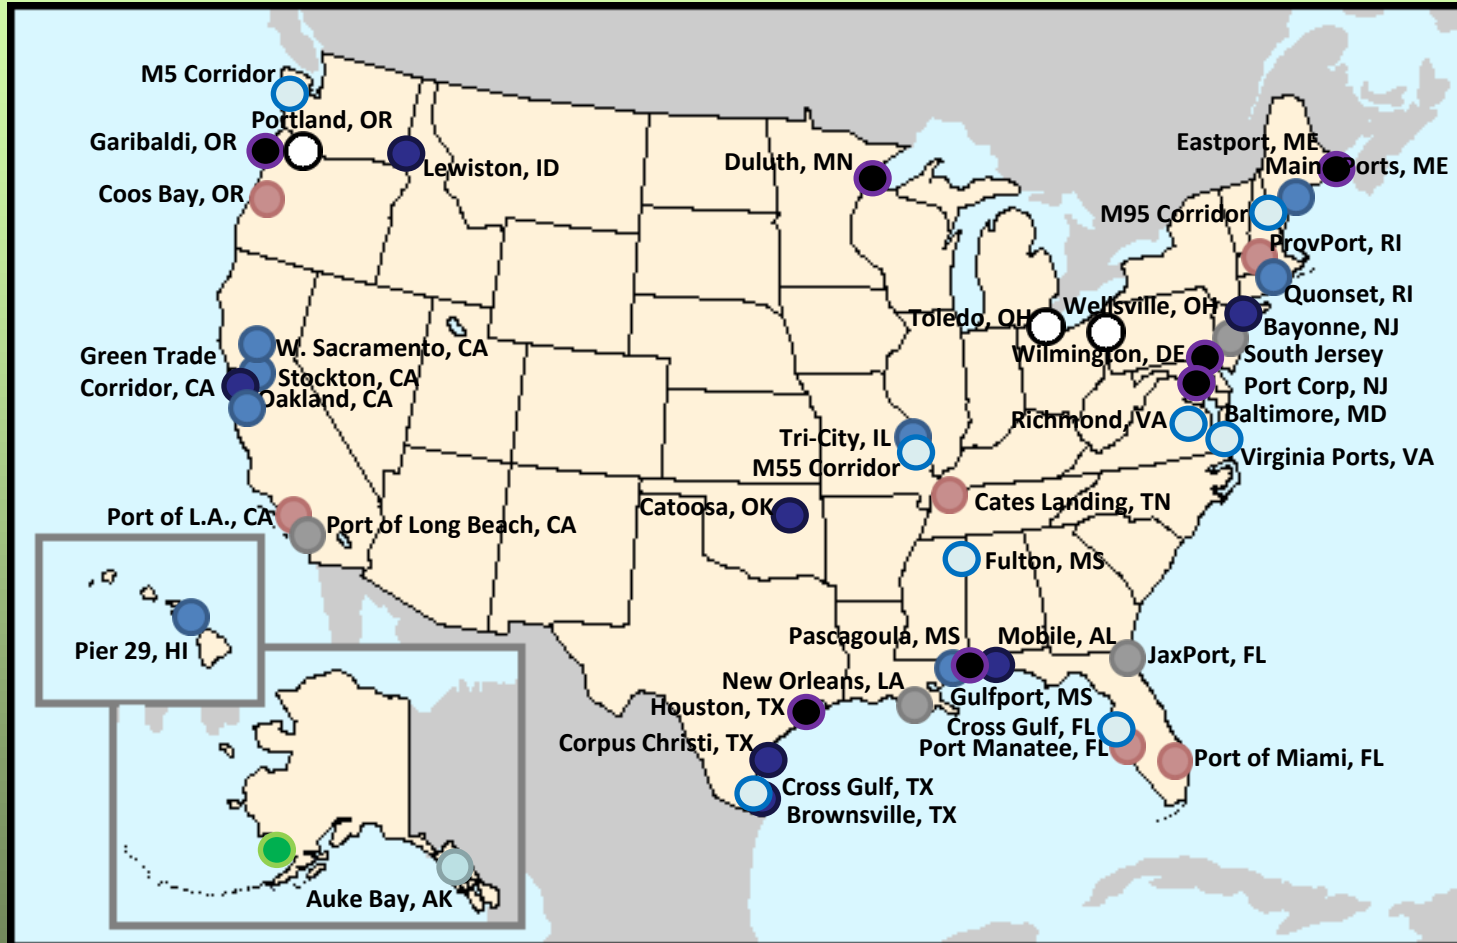 M5 Corridor
Portland, OR
Garibaldi, OR
Lewiston, ID
Coos Bay, OR
Duluth, MN
Eastport, ME
Maine Ports, ME
M95 Corridor
ProvPort, RI
Quonset, RI
Wellsville, OH
Toledo, OH
Bayonne, NJ
Wilmington, DE
South Jersey
Port Corp, NJ
Baltimore, MD
Richmond, VA
Virginia Ports, VA
W. Sacramento, CA
Green Trade
Corridor, CA
Stockton, CA
Oakland, CA
Tri-City, IL
M55 Corridor
Cates Landing, TN
Catoosa, OK
Port of L.A., CA
Port of Long Beach, CA
Fulton, MS
Pascagoula, MS
Mobile, AL
JaxPort, FL
Pier 29, HI
New Orleans, LA
Gulfport, MS
Houston, TX
Cross Gulf, FL
Corpus Christi, TX
Port Manatee, FL
Port of Miami, FL
Cross Gulf, TX
Brownsville, TX
Auke Bay, AK